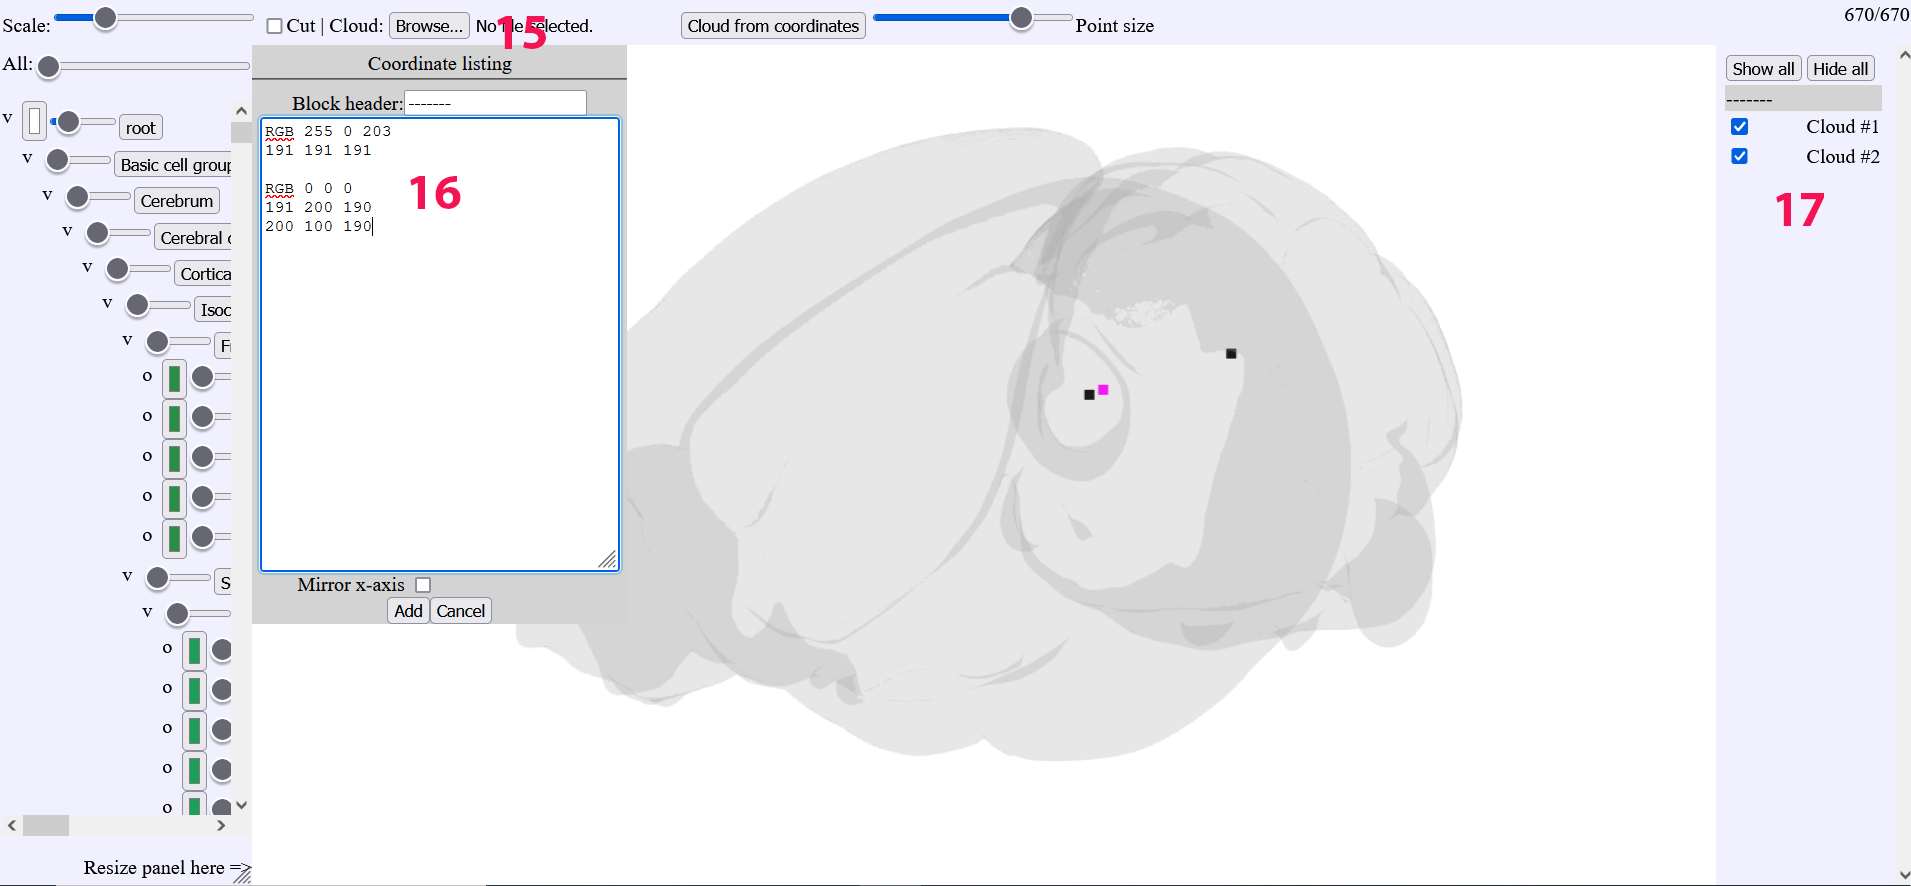 Scale: Cut | Cloud: Browse... No file selected. Cloud from coordinates Point size 670/670
15
All: Coordinate listing Show all Hide all
Block header: ------- -------
v root RGB 255 0 203 Cloud #1
191 191 191
v Basic cell group Cloud #2
RGB 0 0 0
16
v Cerebrum 191 200 190
17
200 100 190
v Cerebral c
v Cortica
v Isoc
v F
o
o
o
o
o
v S
Mirror x-axis
v Add Cancel
o
o
o
o
o
Resize panel here =>